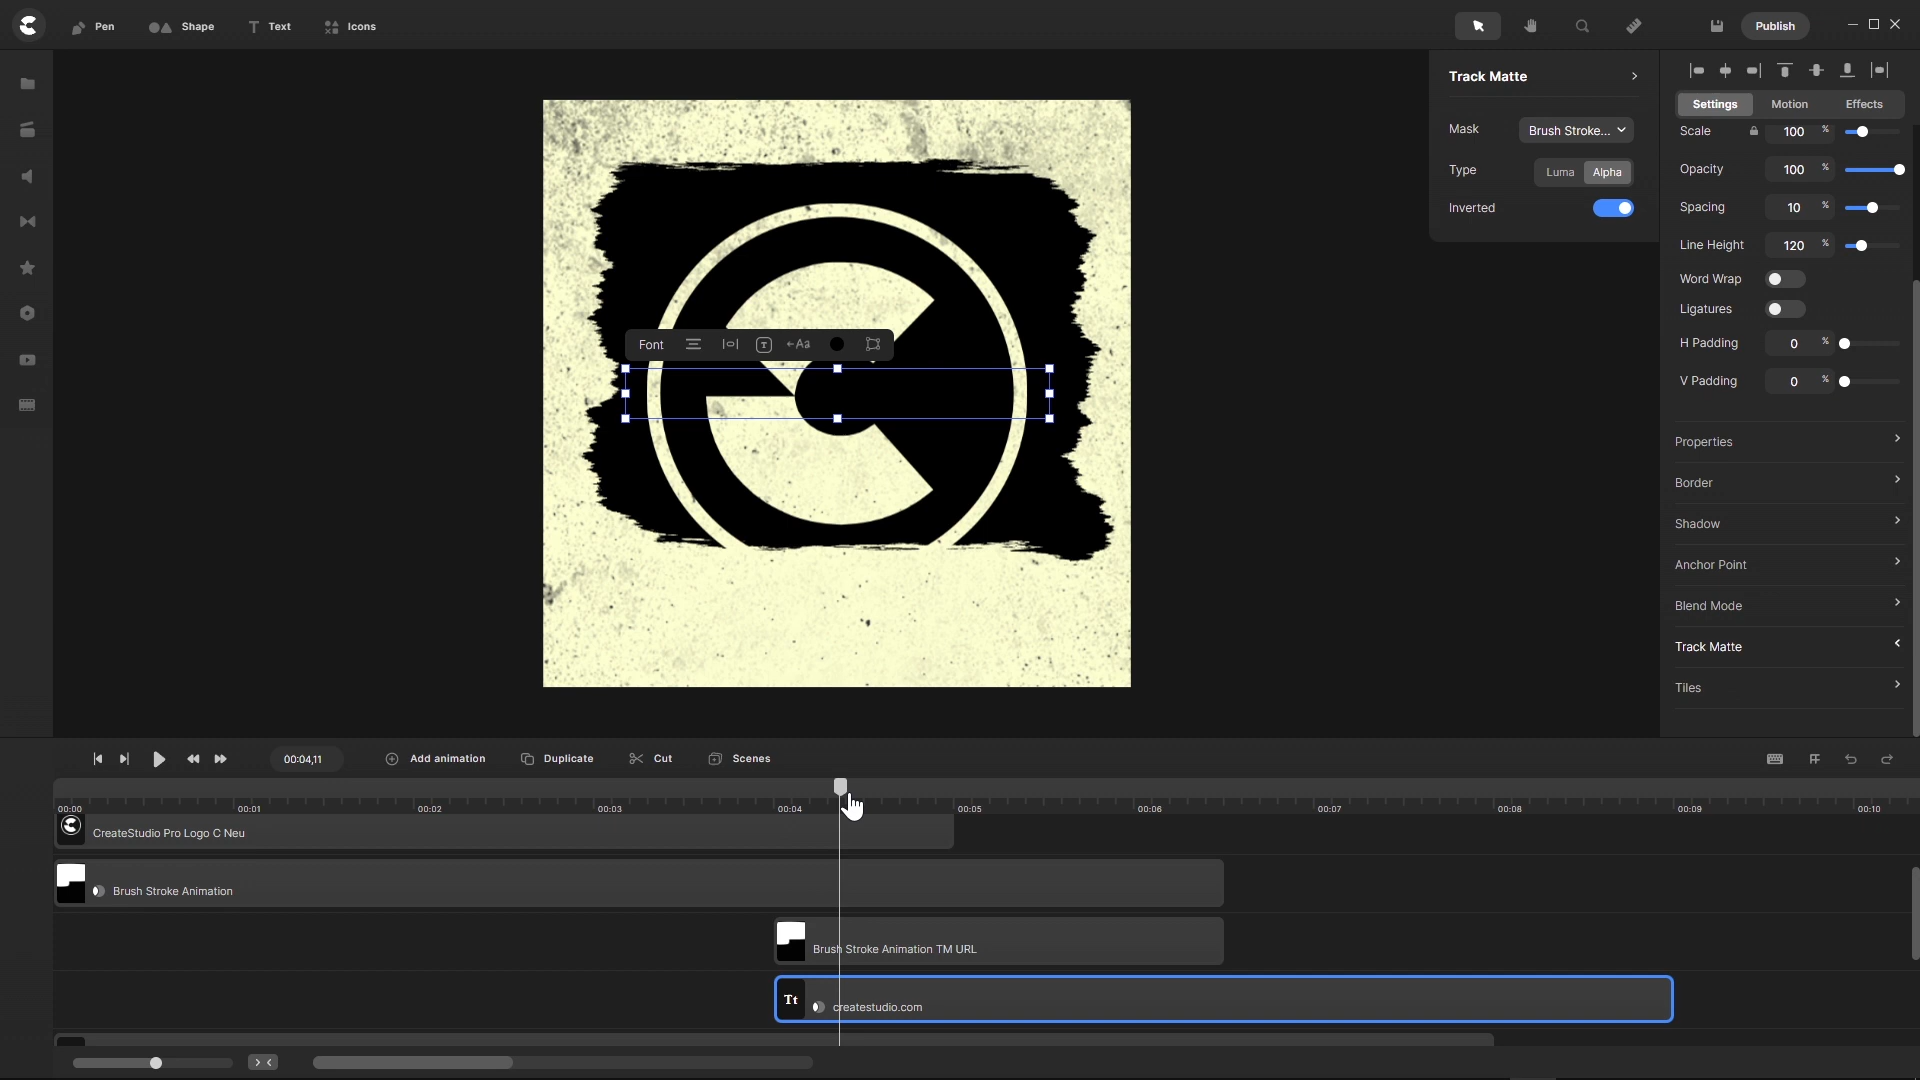 Pen Shape Text Icons Publish
Track Matte
Mask Brush Stroke...
Type Luma Alpha
Inverted
Settings Motion Effects
Scale 100 %
Opacity 100 %
Spacing 10 %
Line Height 120 %
Word Wrap
Ligatures
H Padding 0 %
V Padding 0 %
Properties
Border
Shadow
Anchor Point
Blend Mode
Track Matte
Tiles
Font Aa
00:04,11 Add animation Duplicate Cut Scenes
00:00 00:01 00:02 00:03 00:04 00:05 00:06 00:07 00:08 00:09 00:10
CreateStudio Pro Logo C Neu
Brush Stroke Animation
Brush Stroke Animation TM URL
Tt createstudio.com